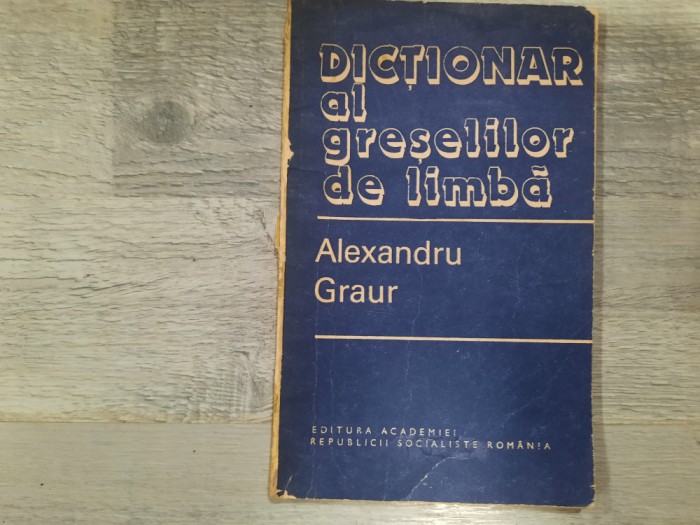 DICȚIONAR
al
greșelilor
de limbă
Alexandru
Graur
EDITURA ACADEMIEI
REPUBLICII SOCIALISTE ROMÂNIA